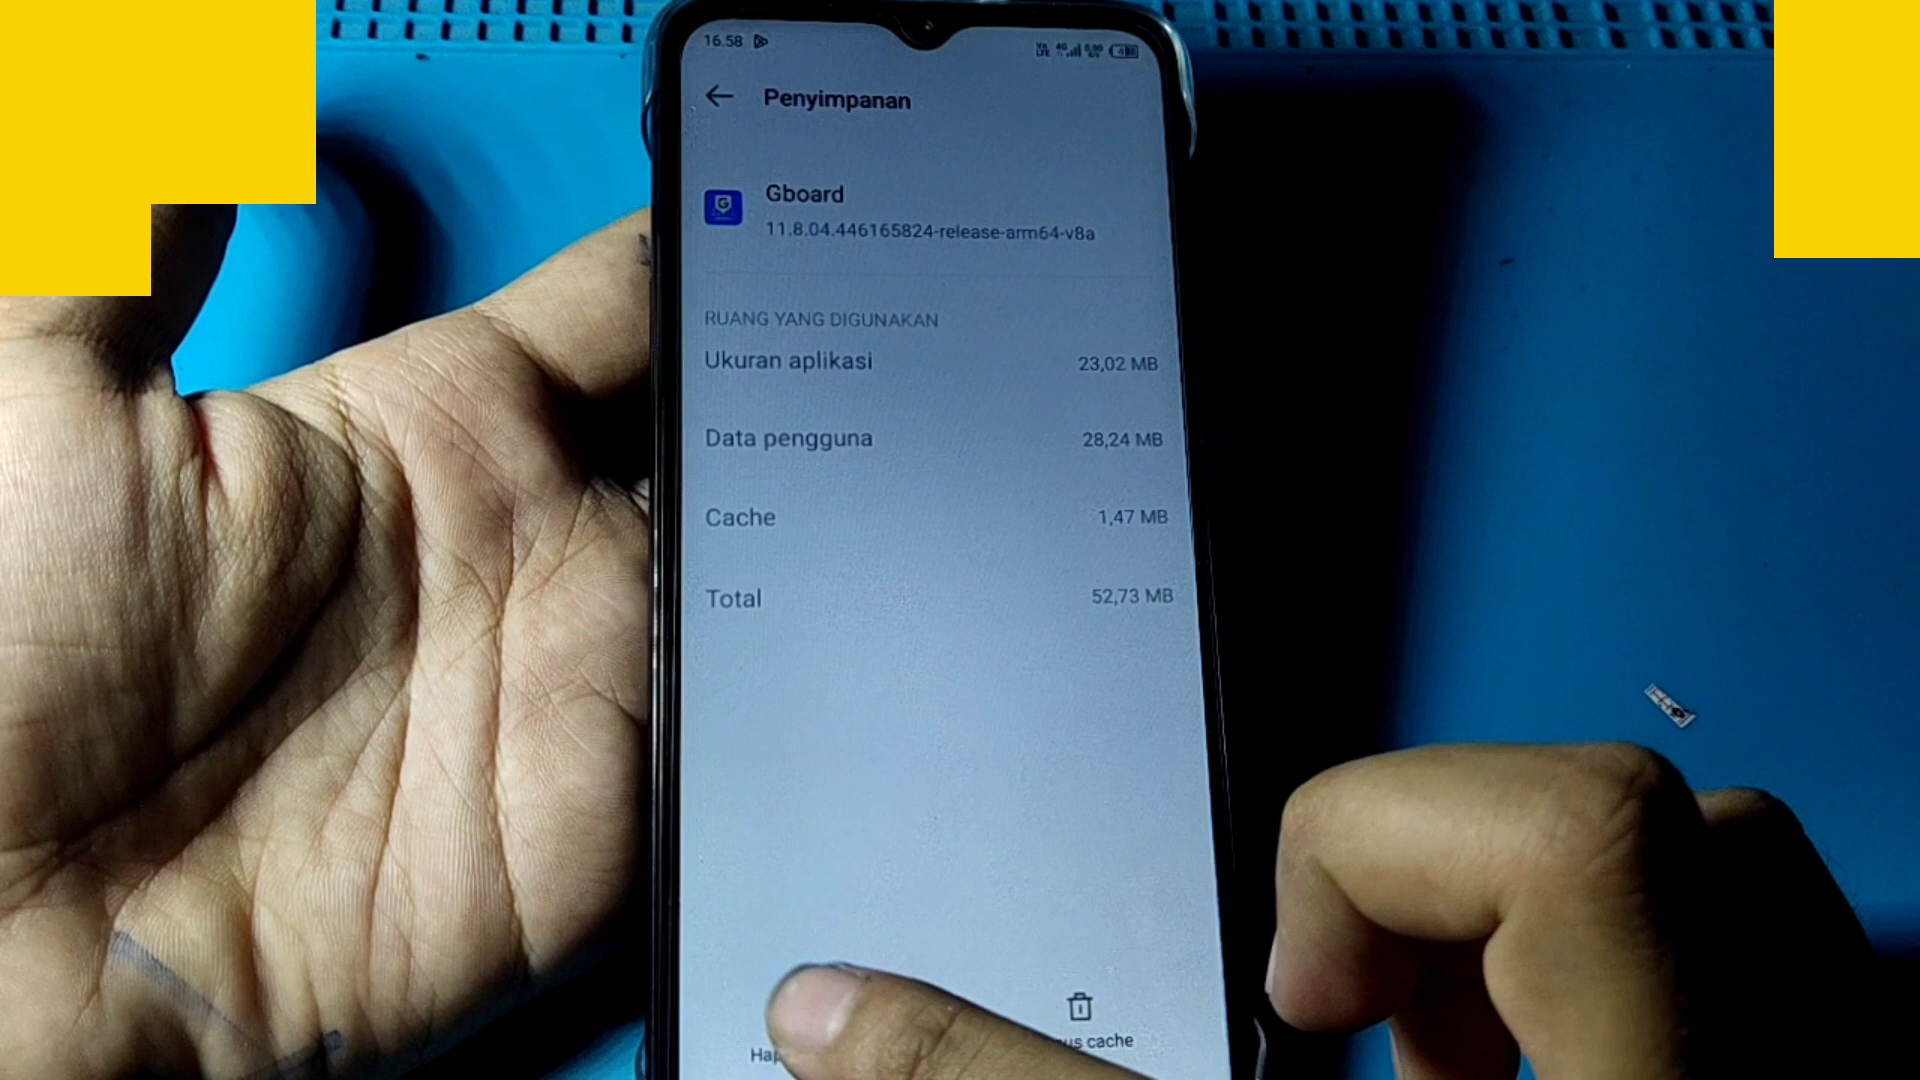 16.58
Penyimpanan
Gboard
11.8.04.446165824-release-arm64-v8a
RUANG YANG DIGUNAKAN
Ukuran aplikasi 23,02 MB
Data pengguna 28,24 MB
Cache 1,47 MB
Total 52,73 MB
cache